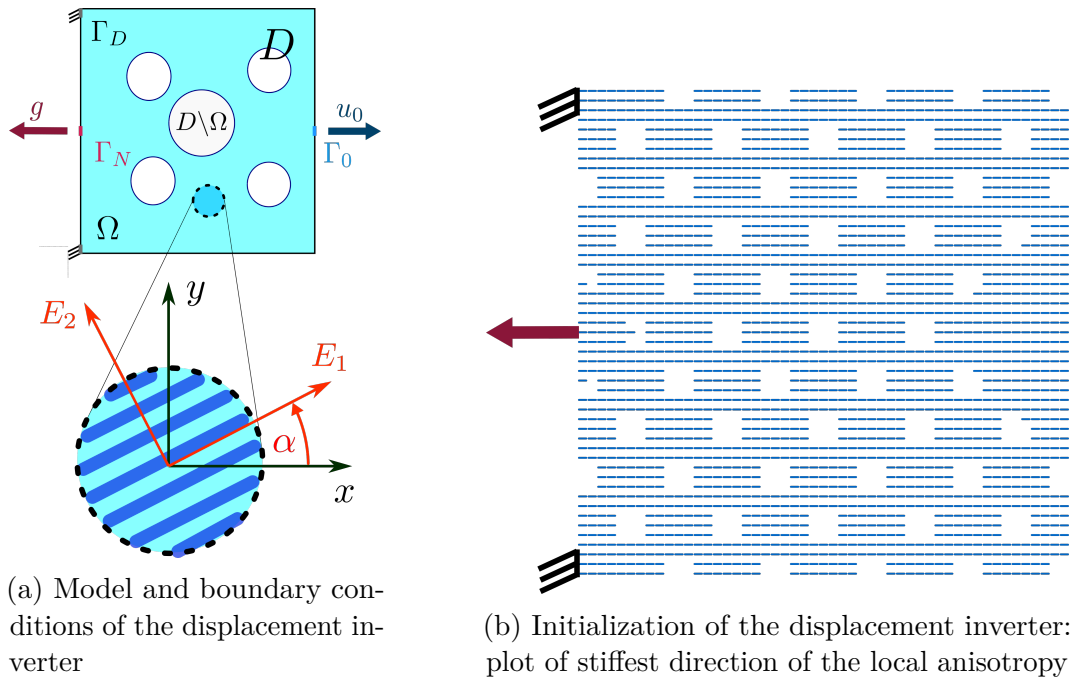 Γ_D
D
g
D\Ω
u_0
Γ_N
Γ_0
Ω
y
E_2
E_1
α
x
(a) Model and boundary con-
ditions of the displacement in-
verter
(b) Initialization of the displacement inverter:
plot of stiffest direction of the local anisotropy